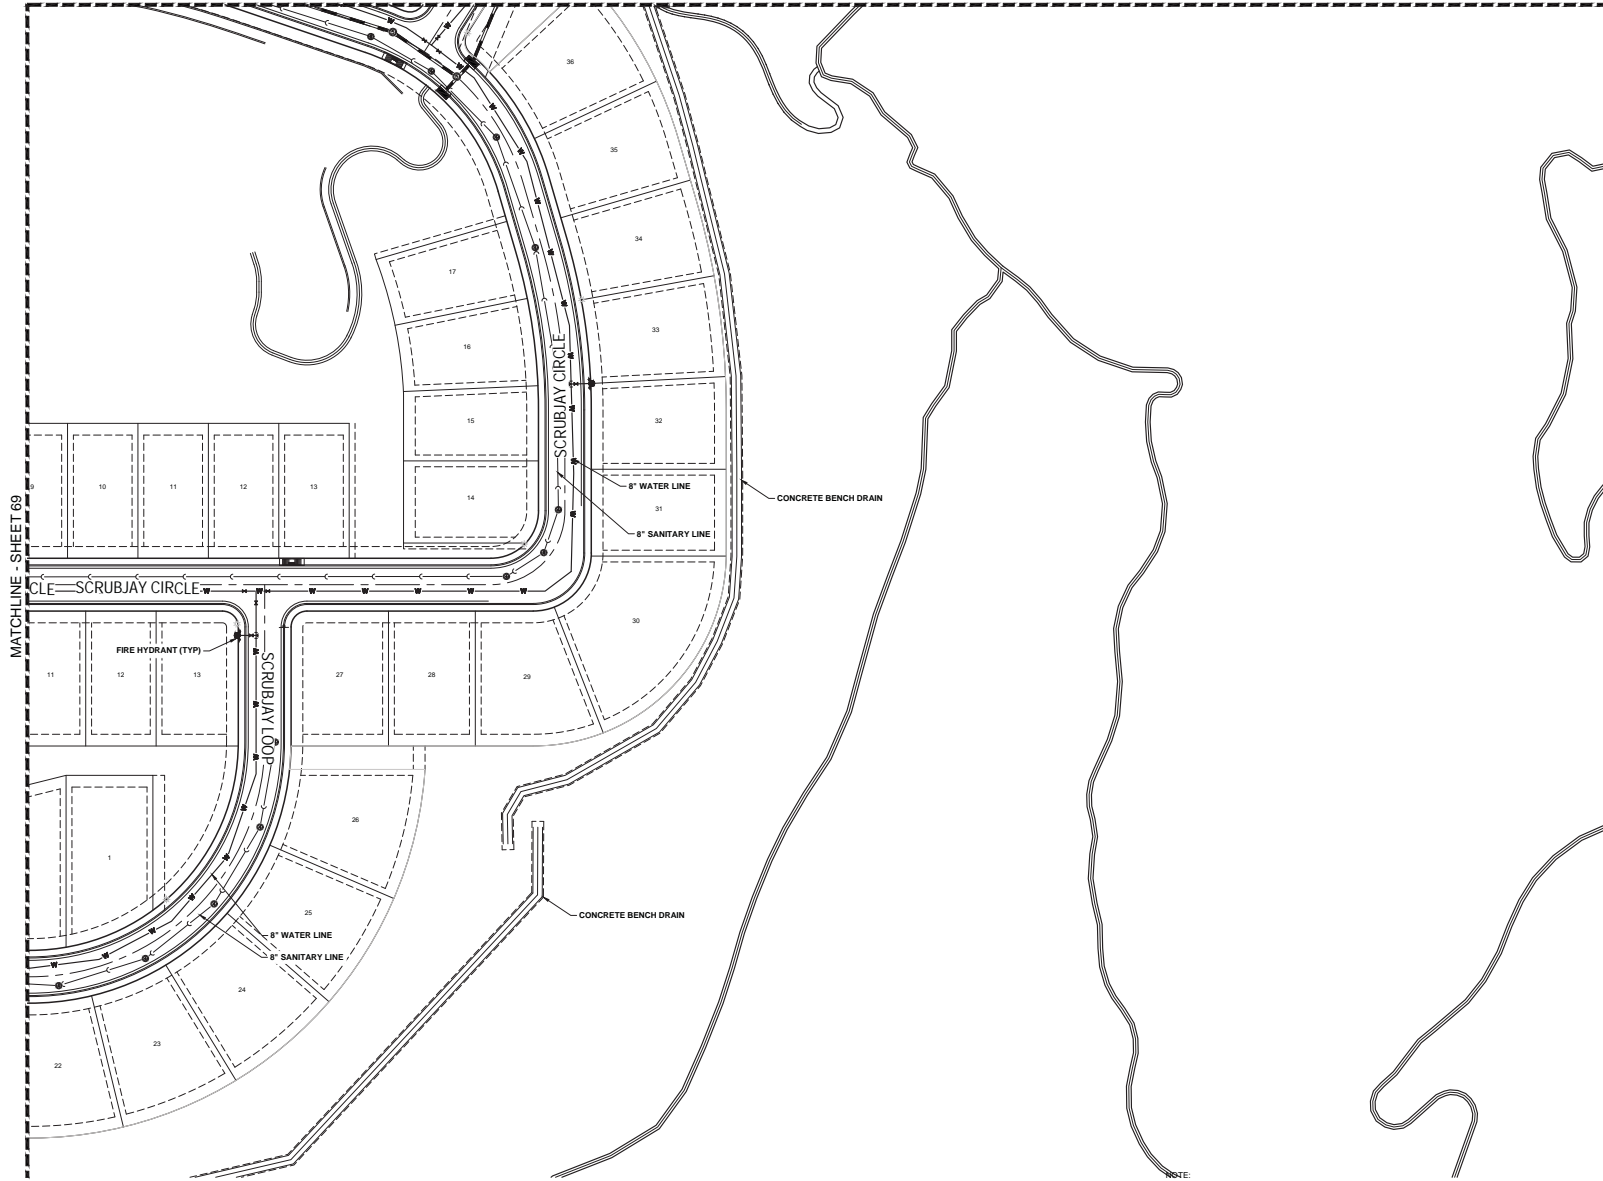 36
35
34
17
33
16
SCRUBJAY CIRCLE
32
15
9
10
11
12
13
14
8" WATER LINE
CONCRETE BENCH DRAIN
31
8" SANITARY LINE
MATCHLINE - SHEET 69
CLE
SCRUBJAY CIRCLE
30
FIRE HYDRANT (TYP)
11
12
13
SCRUBJAY LOOP
27
28
29
26
1
25
CONCRETE BENCH DRAIN
8" WATER LINE
8" SANITARY LINE
24
23
22
NOTE: